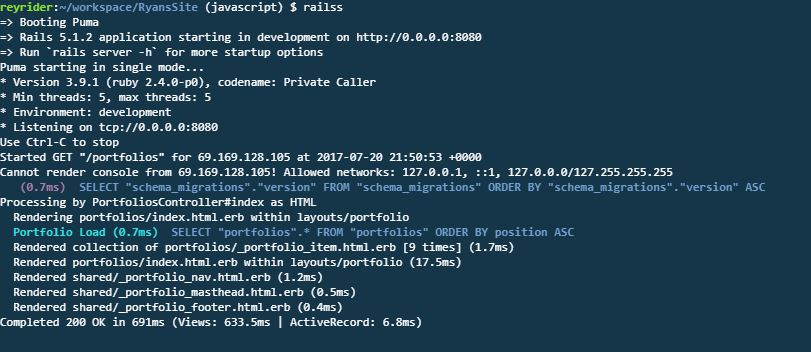 reyrider:~/workspace/RyansSite (javascript) $ railss
=> Booting Puma
=> Rails 5.1.2 application starting in development on http://0.0.0.0:8080
=> Run `rails server -h` for more startup options
Puma starting in single mode...
* Version 3.9.1 (ruby 2.4.0-p0), codename: Private Caller
* Min threads: 5, max threads: 5
* Environment: development
* Listening on tcp://0.0.0.0:8080
Use Ctrl-C to stop
Started GET "/portfolios" for 69.169.128.105 at 2017-07-20 21:50:53 +0000
Cannot render console from 69.169.128.105! Allowed networks: 127.0.0.1, ::1, 127.0.0.0/127.255.255.255
(0.7ms) SELECT "schema_migrations"."version" FROM "schema_migrations" ORDER BY "schema_migrations"."version" ASC
Processing by PortfoliosController#index as HTML
Rendering portfolios/index.html.erb within layouts/portfolio
Portfolio Load (0.7ms) SELECT "portfolios".* FROM "portfolios" ORDER BY position ASC
Rendered collection of portfolios/_portfolio_item.html.erb [9 times] (1.7ms)
Rendered portfolios/index.html.erb within layouts/portfolio (17.5ms)
Rendered shared/_portfolio_nav.html.erb (1.2ms)
Rendered shared/_portfolio_masthead.html.erb (0.5ms)
Rendered shared/_portfolio_footer.html.erb (0.4ms)
Completed 200 OK in 691ms (Views: 633.5ms | ActiveRecord: 6.8ms)